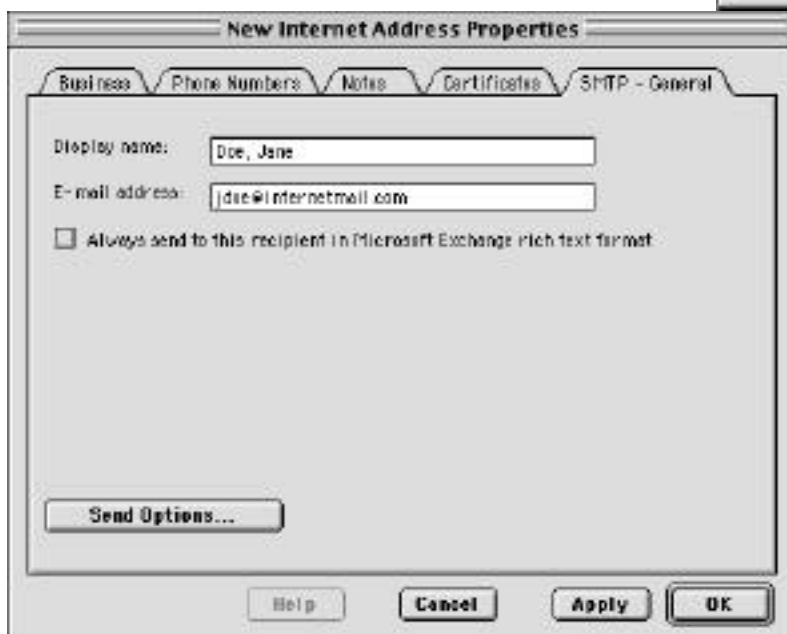 New Internet Address Properties
Business Phone Numbers Notes Certificates SMTP - General
Display name: Doe, Jane
E-mail address: jdoe@internetmail.com
Always send to this recipient in Microsoft Exchange rich text format
Send Options...
Help Cancel Apply OK